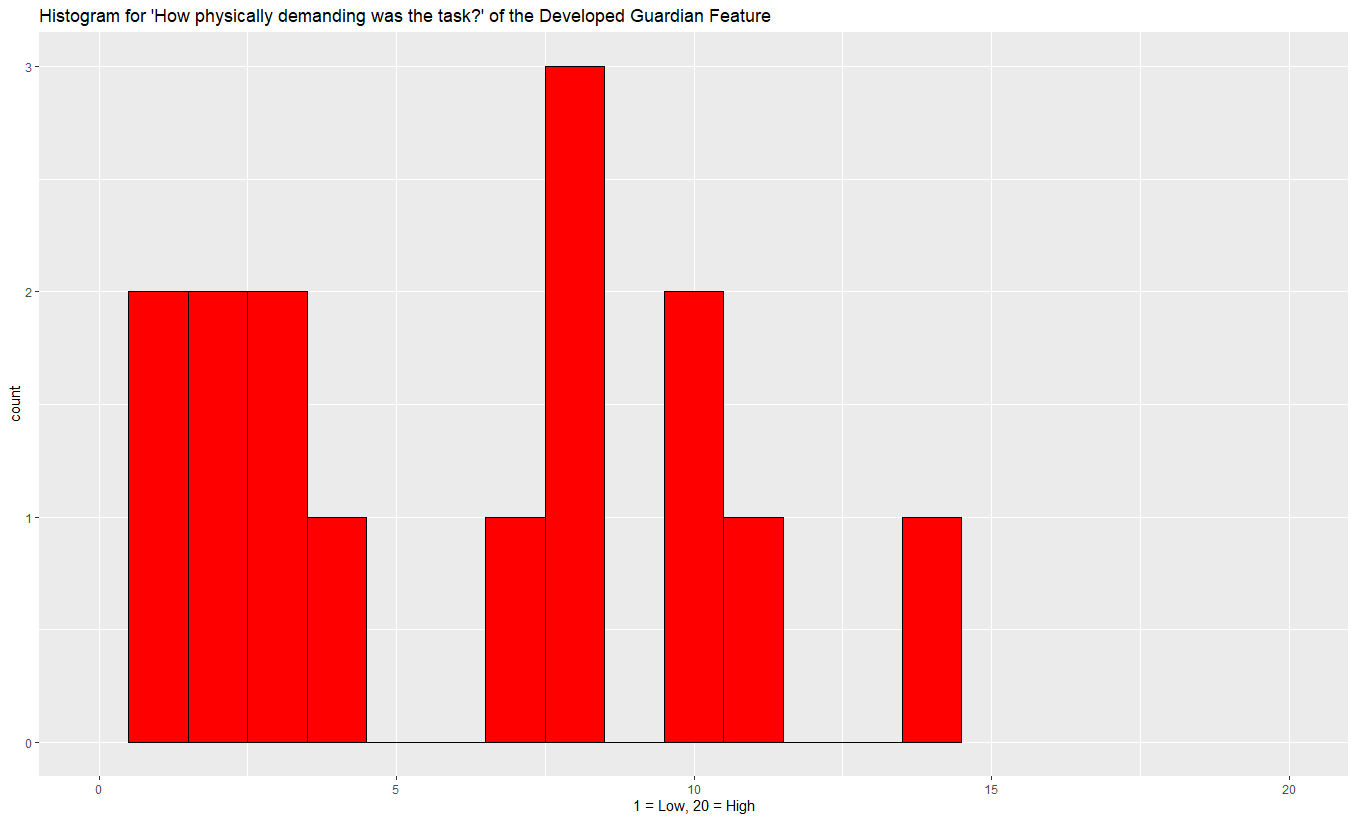 Histogram for 'How physically demanding was the task?' of the Developed Guardian Feature
3
2
count
1
0
0 5 10 15 20
1 = Low, 20 = High